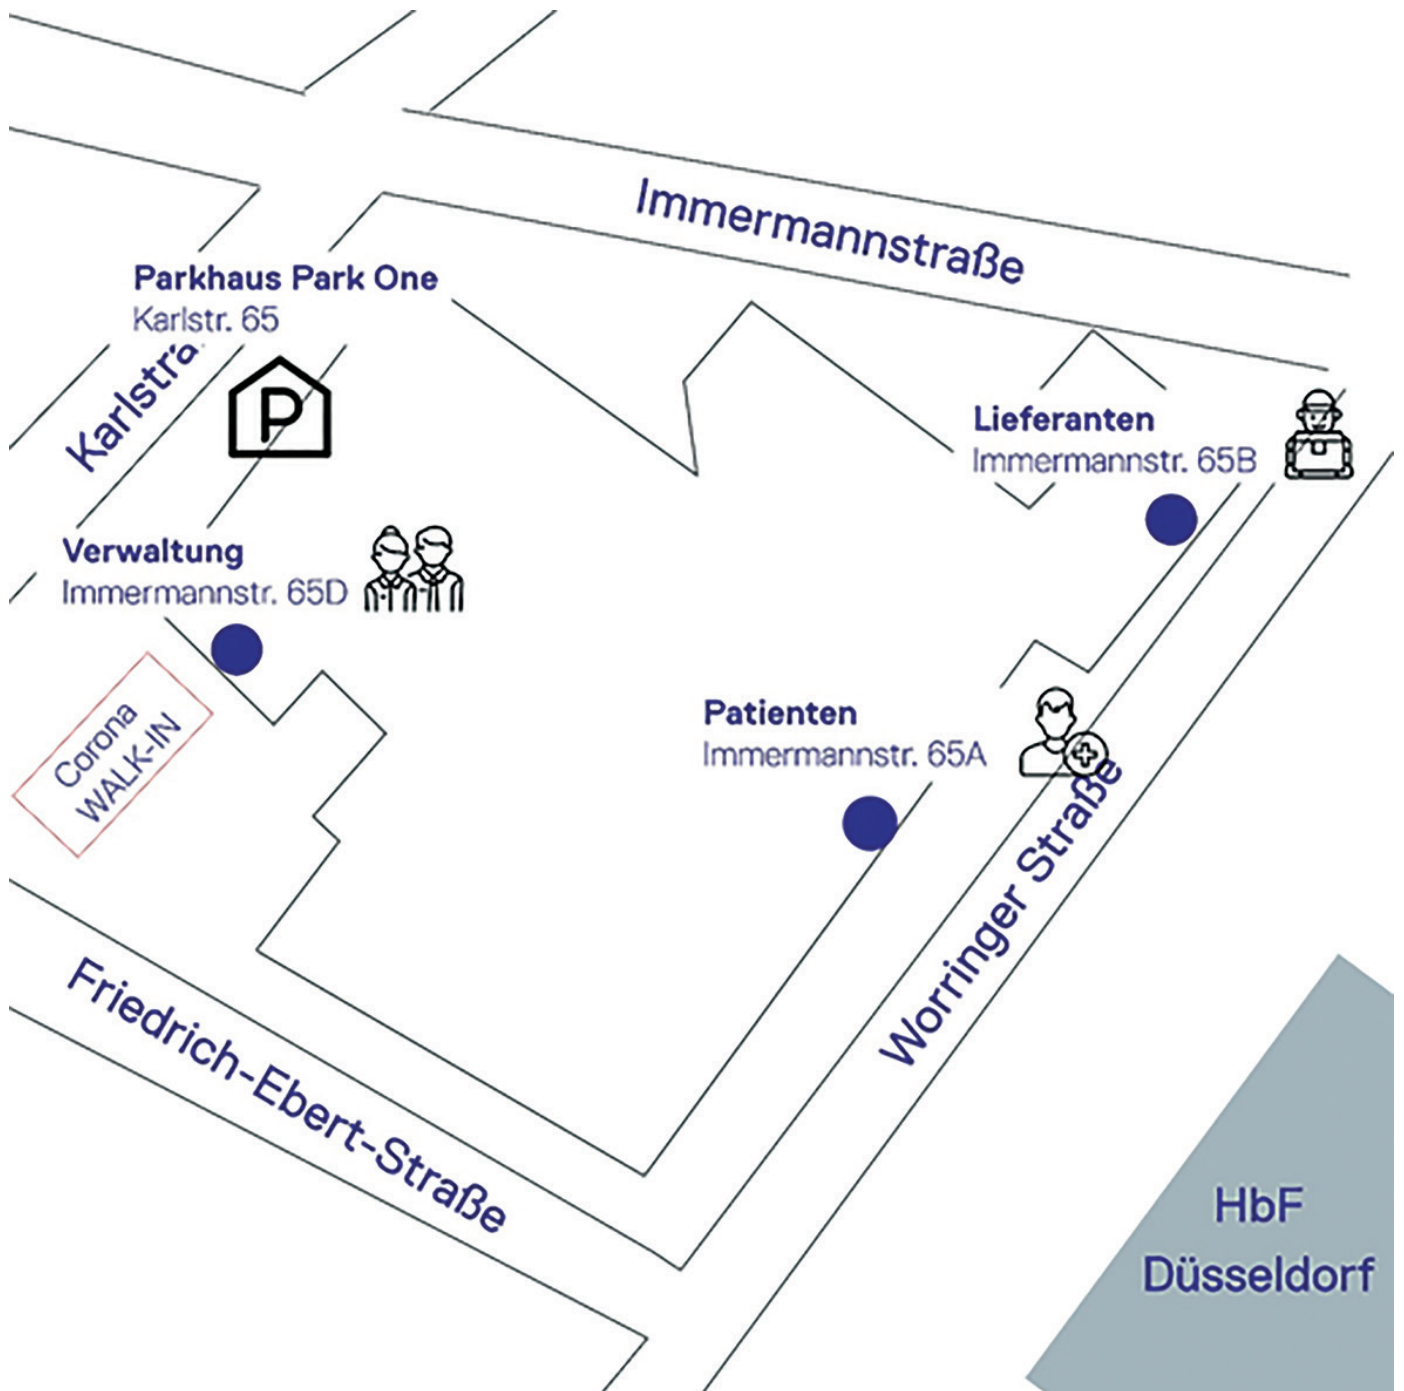 Immermannstraße
Parkhaus Park One
Karlstr. 65
Karlstra
P
Lieferanten
Immermannstr. 65B
Verwaltung
Immermannstr. 65D
Corona
WALK-IN
Patienten
Immermannstr. 65A
Worringer Straße
Friedrich-Ebert-Straße
HbF
Düsseldorf